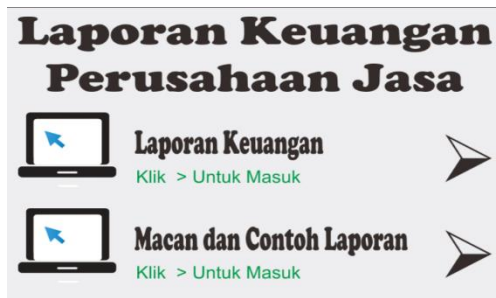 Laporan Keuangan
Perusahaan Jasa
Laporan Keuangan
Klik > Untuk Masuk
Macan dan Contoh Laporan
Klik > Untuk Masuk